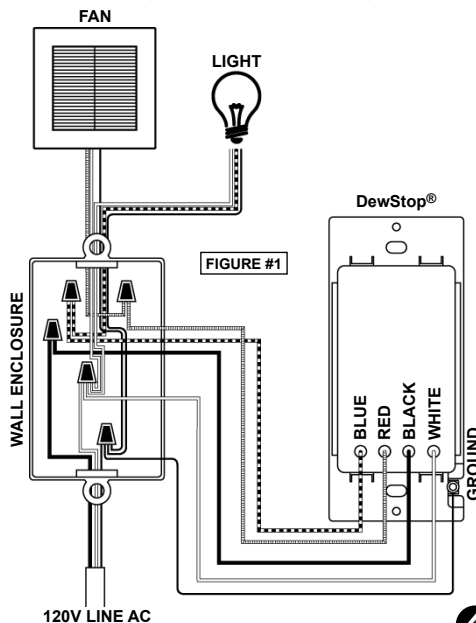 FAN
LIGHT
DewStop®
FIGURE #1
WALL ENCLOSURE
BLUE
RED
BLACK
WHITE
GROUND
120V LINE AC